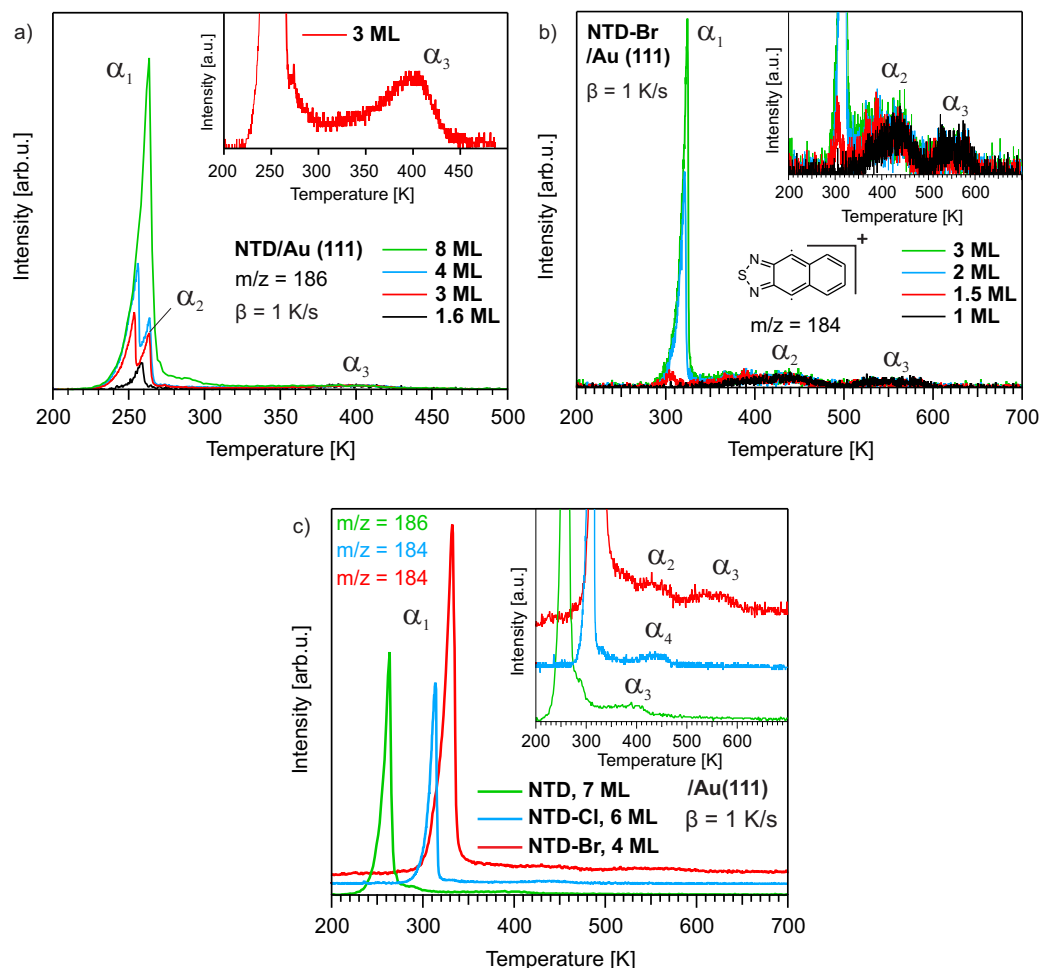 a)
α1
Intensity [arb.u.]
Intensity [a.u.]
3 ML
α3
200 250 300 350 400 450
Temperature [K]
NTD/Au (111)
m/z = 186
β = 1 K/s
α2
8 ML
4 ML
3 ML
1.6 ML
α3
200 250 300 350 400 450 500
Temperature [K]
b)
NTD-Br
/Au (111)
β = 1 K/s
α1
Intensity [arb.u.]
Intensity [a.u.]
α2
α3
200 300 400 500 600 700
Temperature [K]
N
S
N
+
m/z = 184
3 ML
2 ML
1.5 ML
1 ML
α2
α3
200 300 400 500 600 700
Temperature [K]
c)
m/z = 186
m/z = 184
m/z = 184
α1
Intensity [arb.u.]
Intensity [a.u.]
α2
α3
α4
α3
200 300 400 500 600
Temperature [K]
NTD, 7 ML
NTD-Cl, 6 ML
NTD-Br, 4 ML
/Au(111)
β = 1 K/s
200 300 400 500 600 700
Temperature [K]